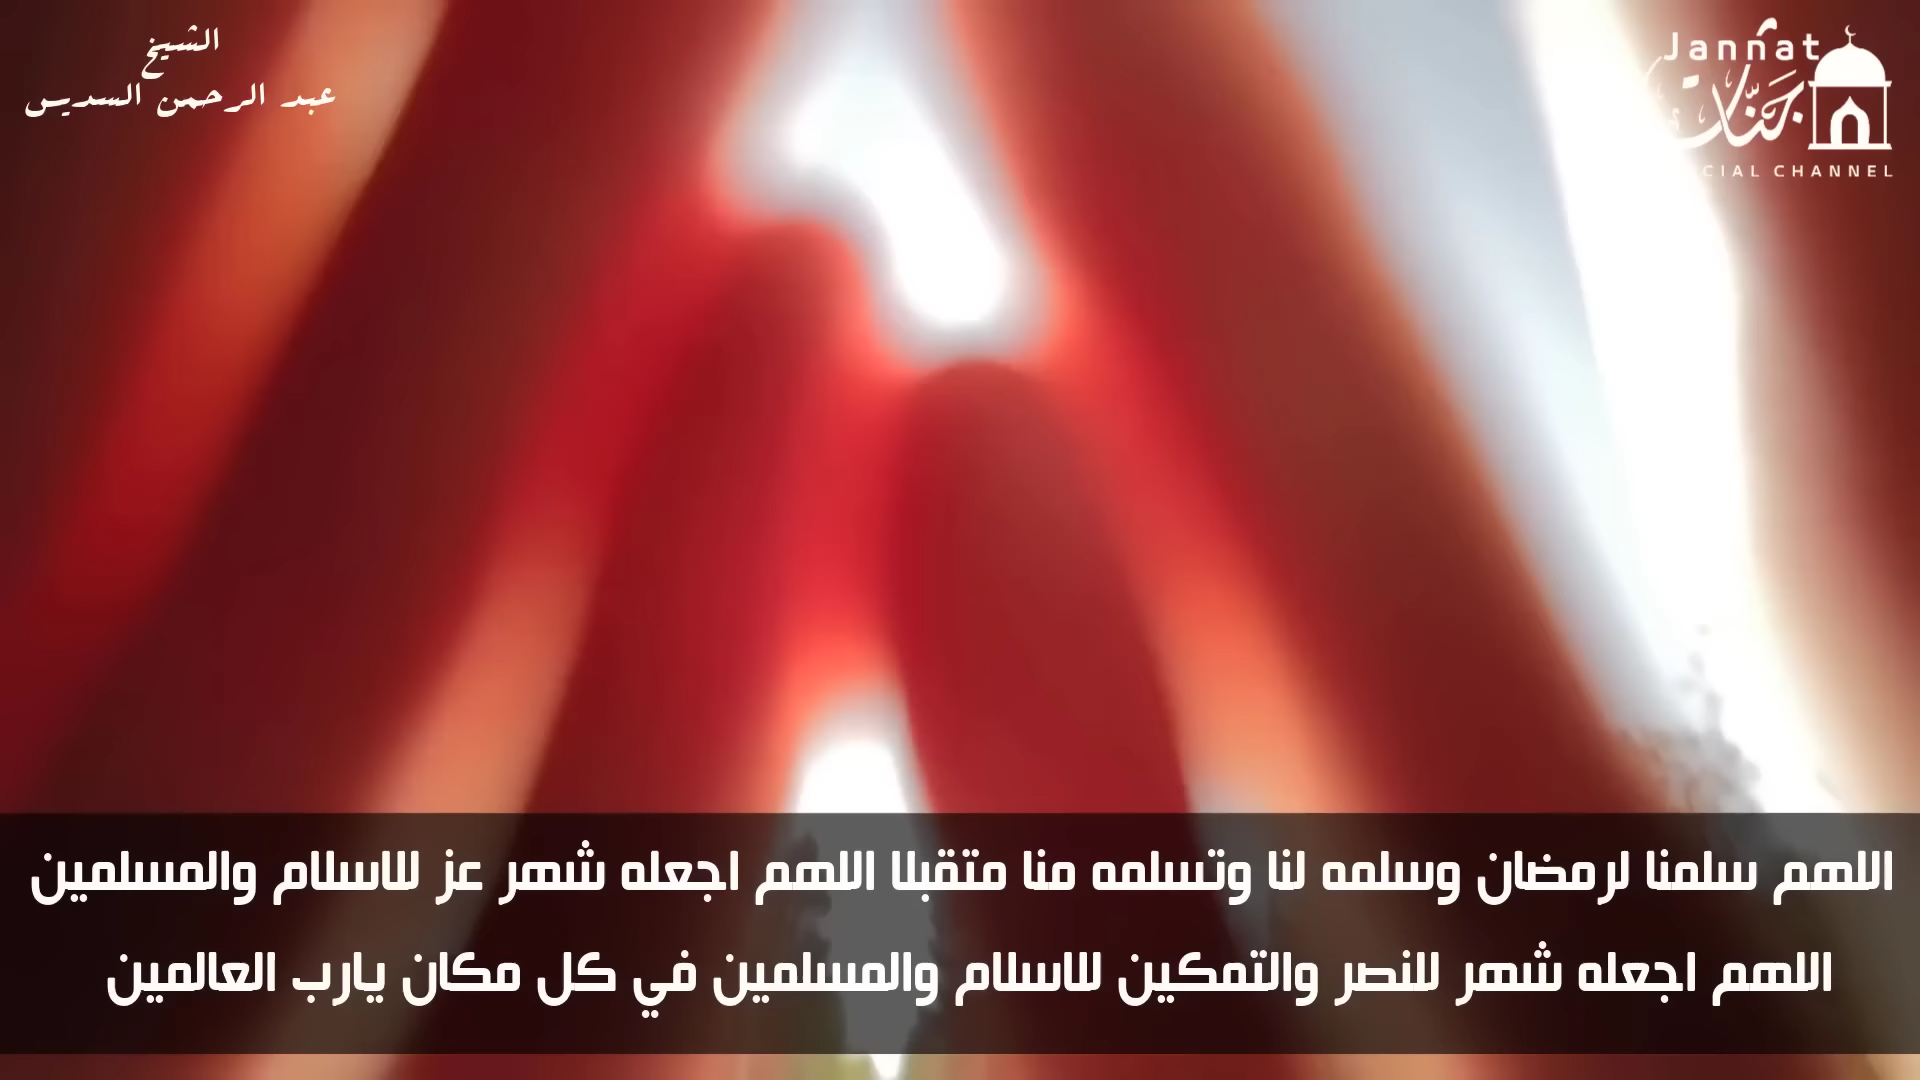 الشيخ
عبد الرحمن السديس
Jannat
جَنَّات
CIAL CHANNEL
اللهم سلمنا لرمضان وسلمه لنا وتسلمه منا متقبلا اللهم اجعله شهر عز للاسلام والمسلمين
اللهم اجعله شهر للنصر والتمكين للاسلام والمسلمين في كل مكان يارب العالمين